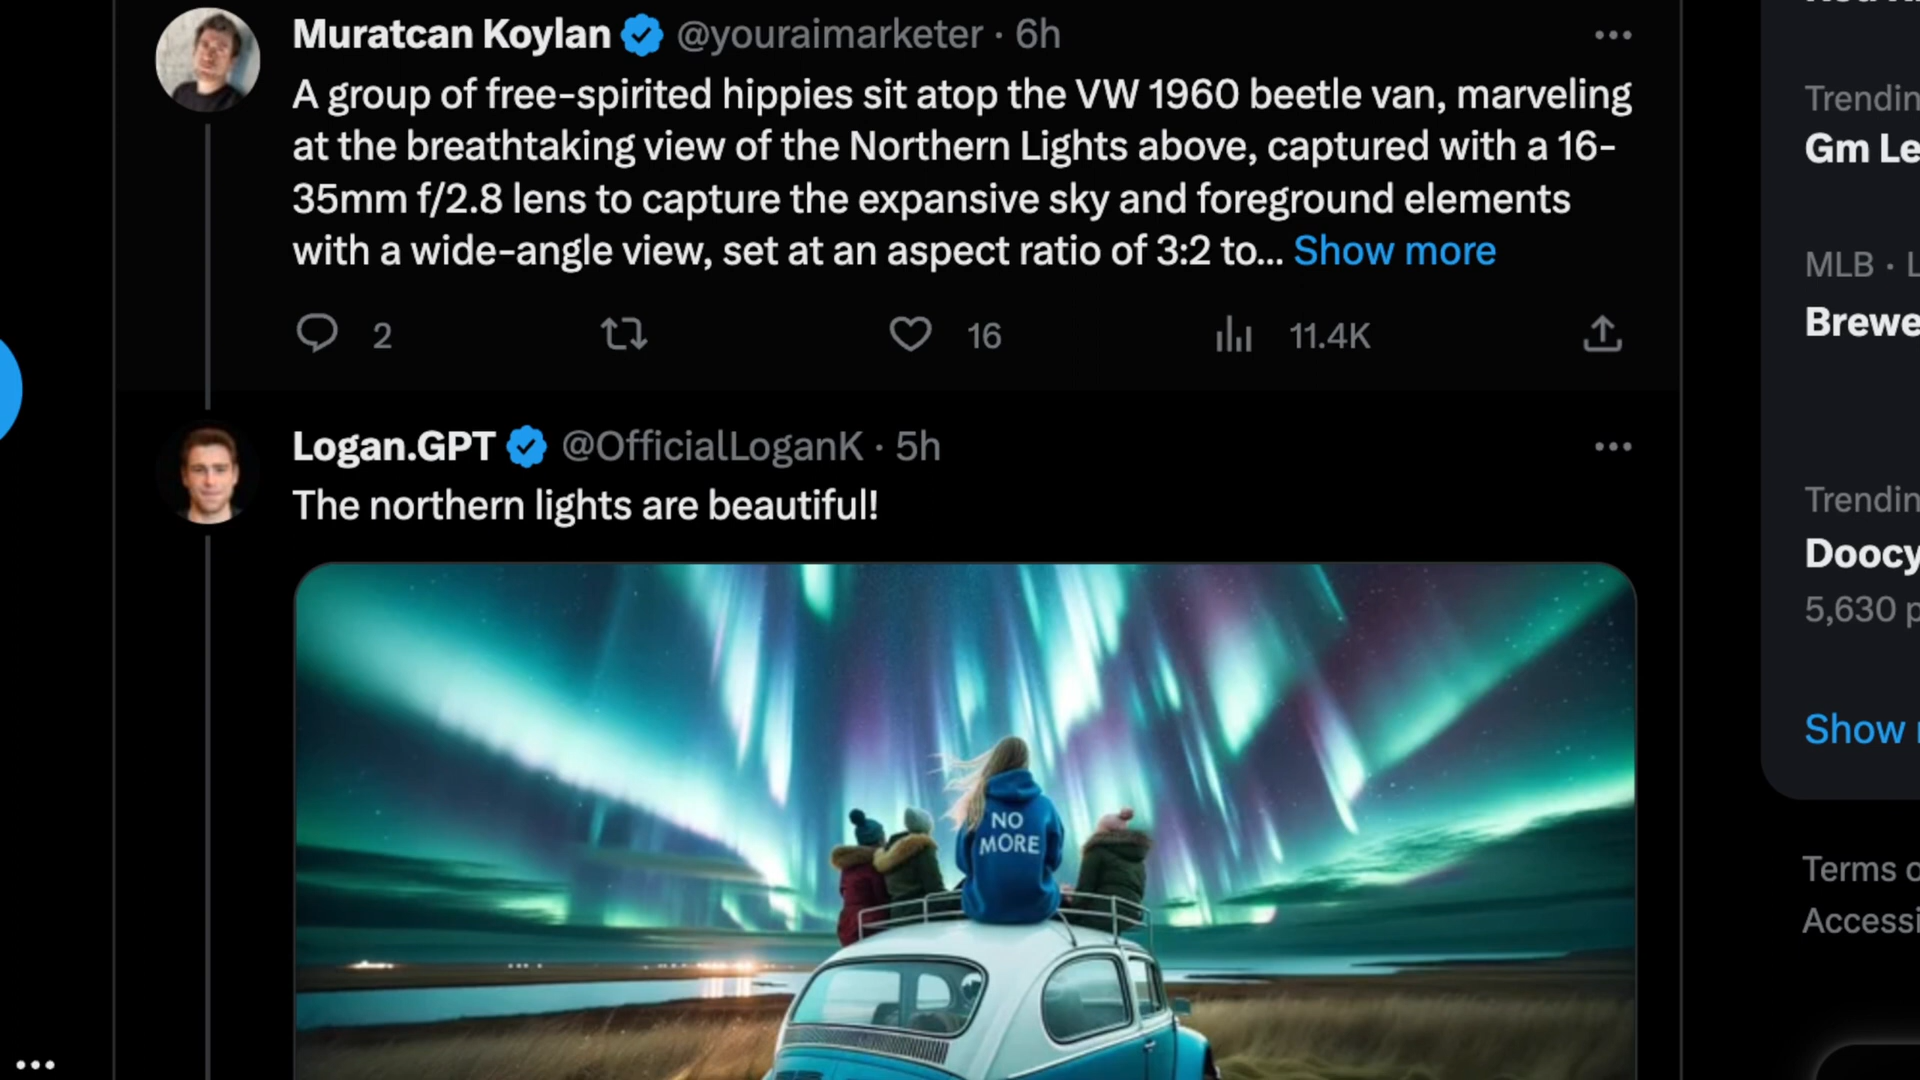 Muratcan Koylan @youraimarketer · 6h
A group of free-spirited hippies sit atop the VW 1960 beetle van, marveling
at the breathtaking view of the Northern Lights above, captured with a 16-
35mm f/2.8 lens to capture the expansive sky and foreground elements
with a wide-angle view, set at an aspect ratio of 3:2 to... Show more
2 16 11.4K
Logan.GPT @OfficialLoganK · 5h
The northern lights are beautiful!
NO
MORE
Trendin
Gm Le
MLB · L
Brewe
Trendin
Doocy
5,630 p
Show
Terms o
Accessi